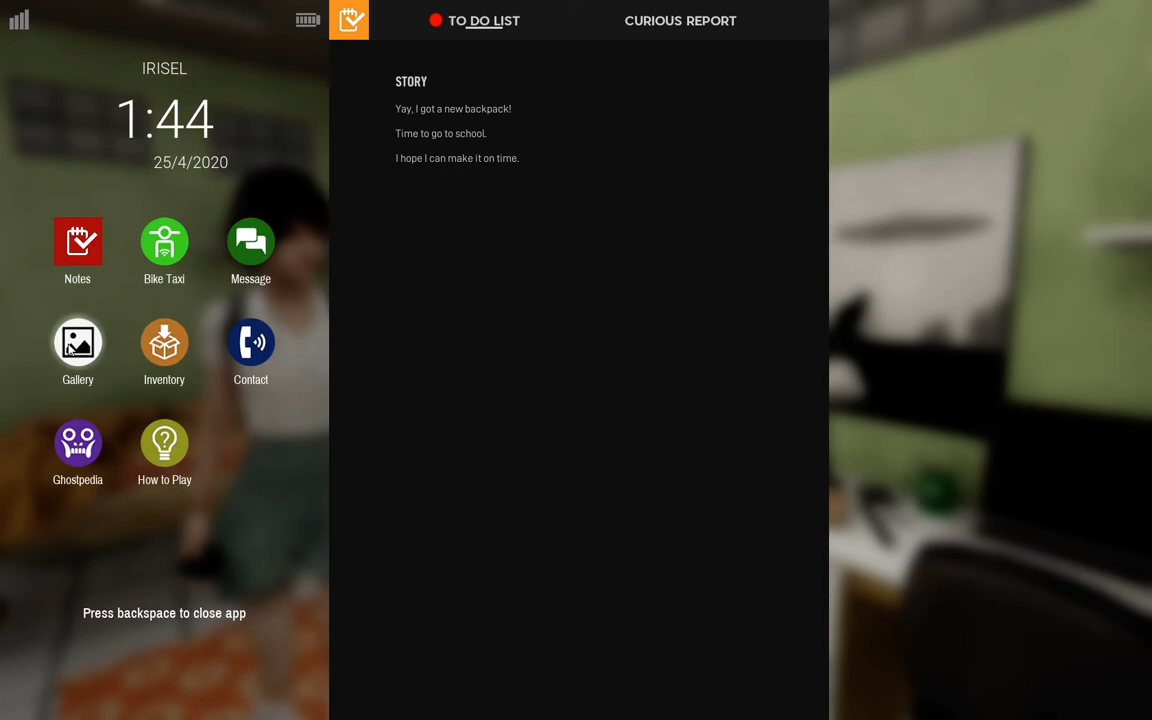 IRISEL
1:44
25/4/2020
Notes
Bike Taxi
Message
Gallery
Inventory
Contact
Ghostpedia
How to Play
Press backspace to close app
TO DO LIST
CURIOUS REPORT
STORY
Yay, I got a new backpack!
Time to go to school.
I hope I can make it on time.